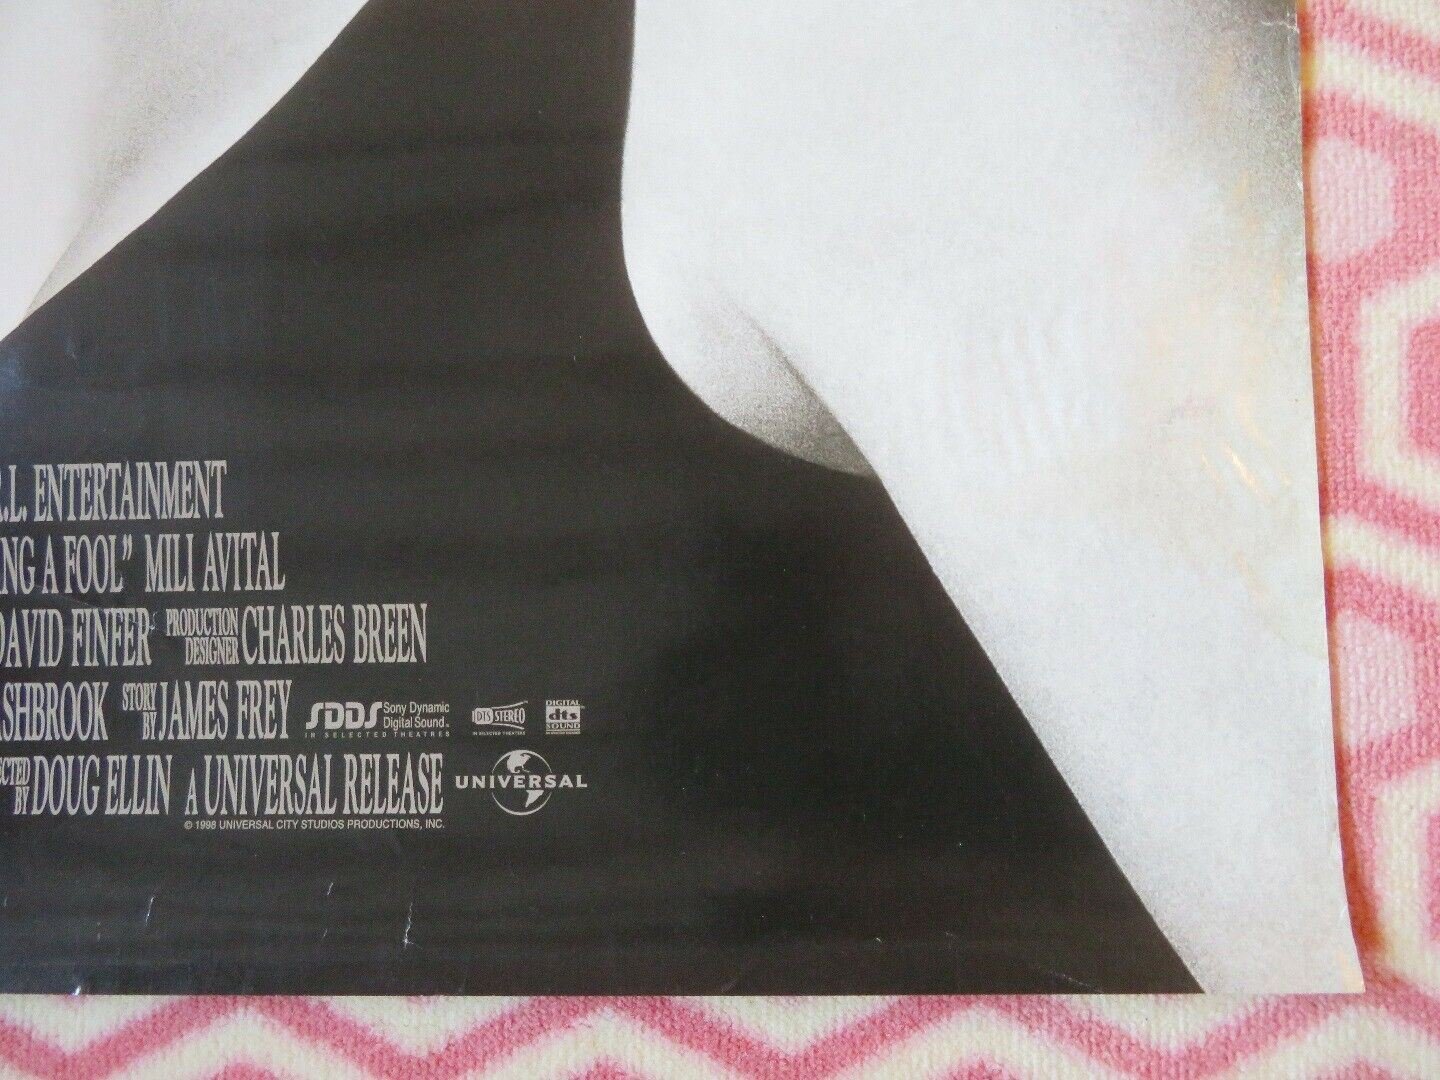 R.L. ENTERTAINMENT
ING A FOOL” MILI AVITAL
DAVID FINFER PRODUCTION DESIGNER CHARLES BREEN
ASHBROOK STORY BY JAMES FREY SDDS Sony Dynamic Digital Sound. IN SELECTED THEATRES DTS STEREO IN SELECTED THEATRES DIGITAL dts SOUND
ECTED BY DOUG ELLIN A UNIVERSAL RELEASE UNIVERSAL
© 1998 UNIVERSAL CITY STUDIOS PRODUCTIONS, INC.